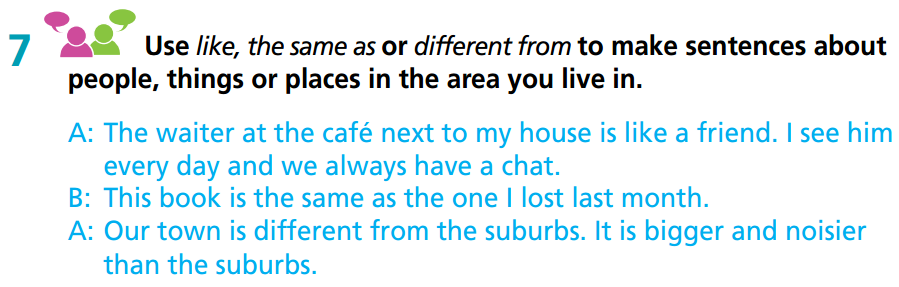 7 Use like, the same as or different from to make sentences about
people, things or places in the area you live in.
A: The waiter at the café next to my house is like a friend. I see him
every day and we always have a chat.
B: This book is the same as the one I lost last month.
A: Our town is different from the suburbs. It is bigger and noisier
than the suburbs.